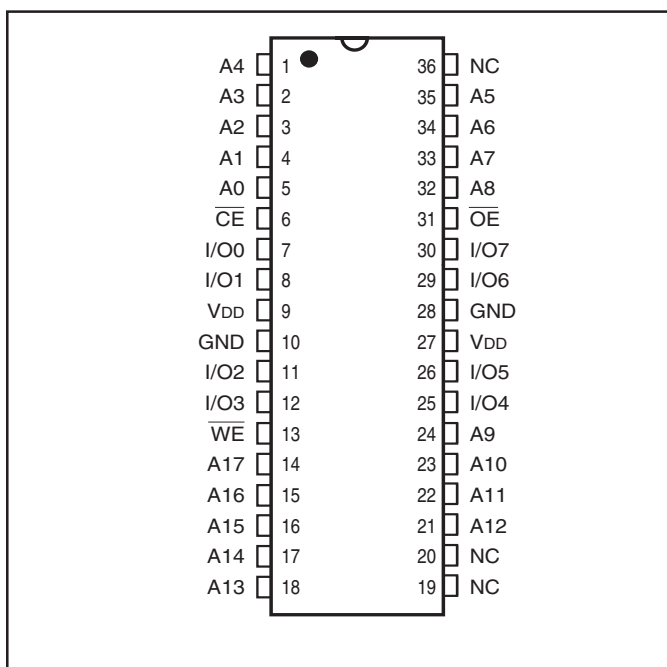 A4 1 36 NC
A3 2 35 A5
A2 3 34 A6
A1 4 33 A7
A0 5 32 A8
C̅E̅ 6 31 O̅E̅
I/O0 7 30 I/O7
I/O1 8 29 I/O6
VDD 9 28 GND
GND 10 27 VDD
I/O2 11 26 I/O5
I/O3 12 25 I/O4
W̅E̅ 13 24 A9
A17 14 23 A10
A16 15 22 A11
A15 16 21 A12
A14 17 20 NC
A13 18 19 NC